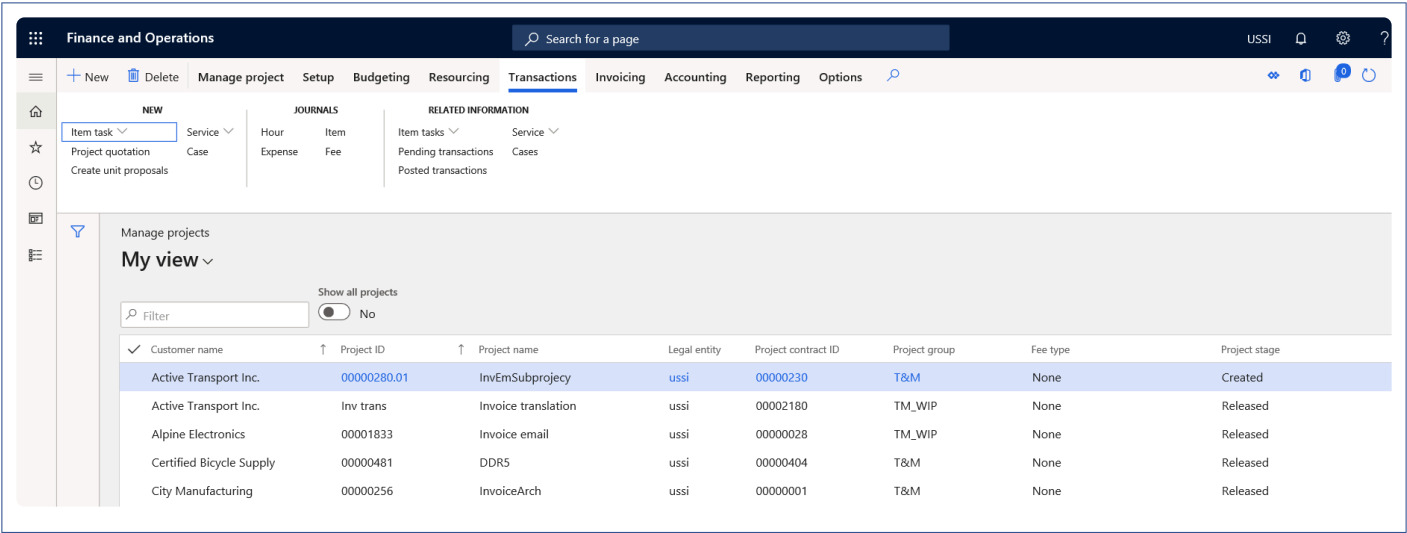 Finance and Operations Search for a page USSI ?
New Delete Manage project Setup Budgeting Resourcing Transactions Invoicing Accounting Reporting Options 0
NEW JOURNALS RELATED INFORMATION
Item task Service Hour Item Item tasks Service
Project quotation Case Expense Fee Pending transactions Cases
Create unit proposals Posted transactions
Manage projects
My view
Show all projects
Filter No
Customer name Project ID Project name Legal entity Project contract ID Project group Fee type Project stage
Active Transport Inc. 00000280.01 InvEmSubprojecy ussi 00000230 T&M None Created
Active Transport Inc. Inv trans Invoice translation ussi 00002180 TM_WIP None Released
Alpine Electronics 00001833 Invoice email ussi 00000028 TM_WIP None Released
Certified Bicycle Supply 00000481 DDR5 ussi 00000404 T&M None Released
City Manufacturing 00000256 InvoiceArch ussi 00000001 T&M None Released